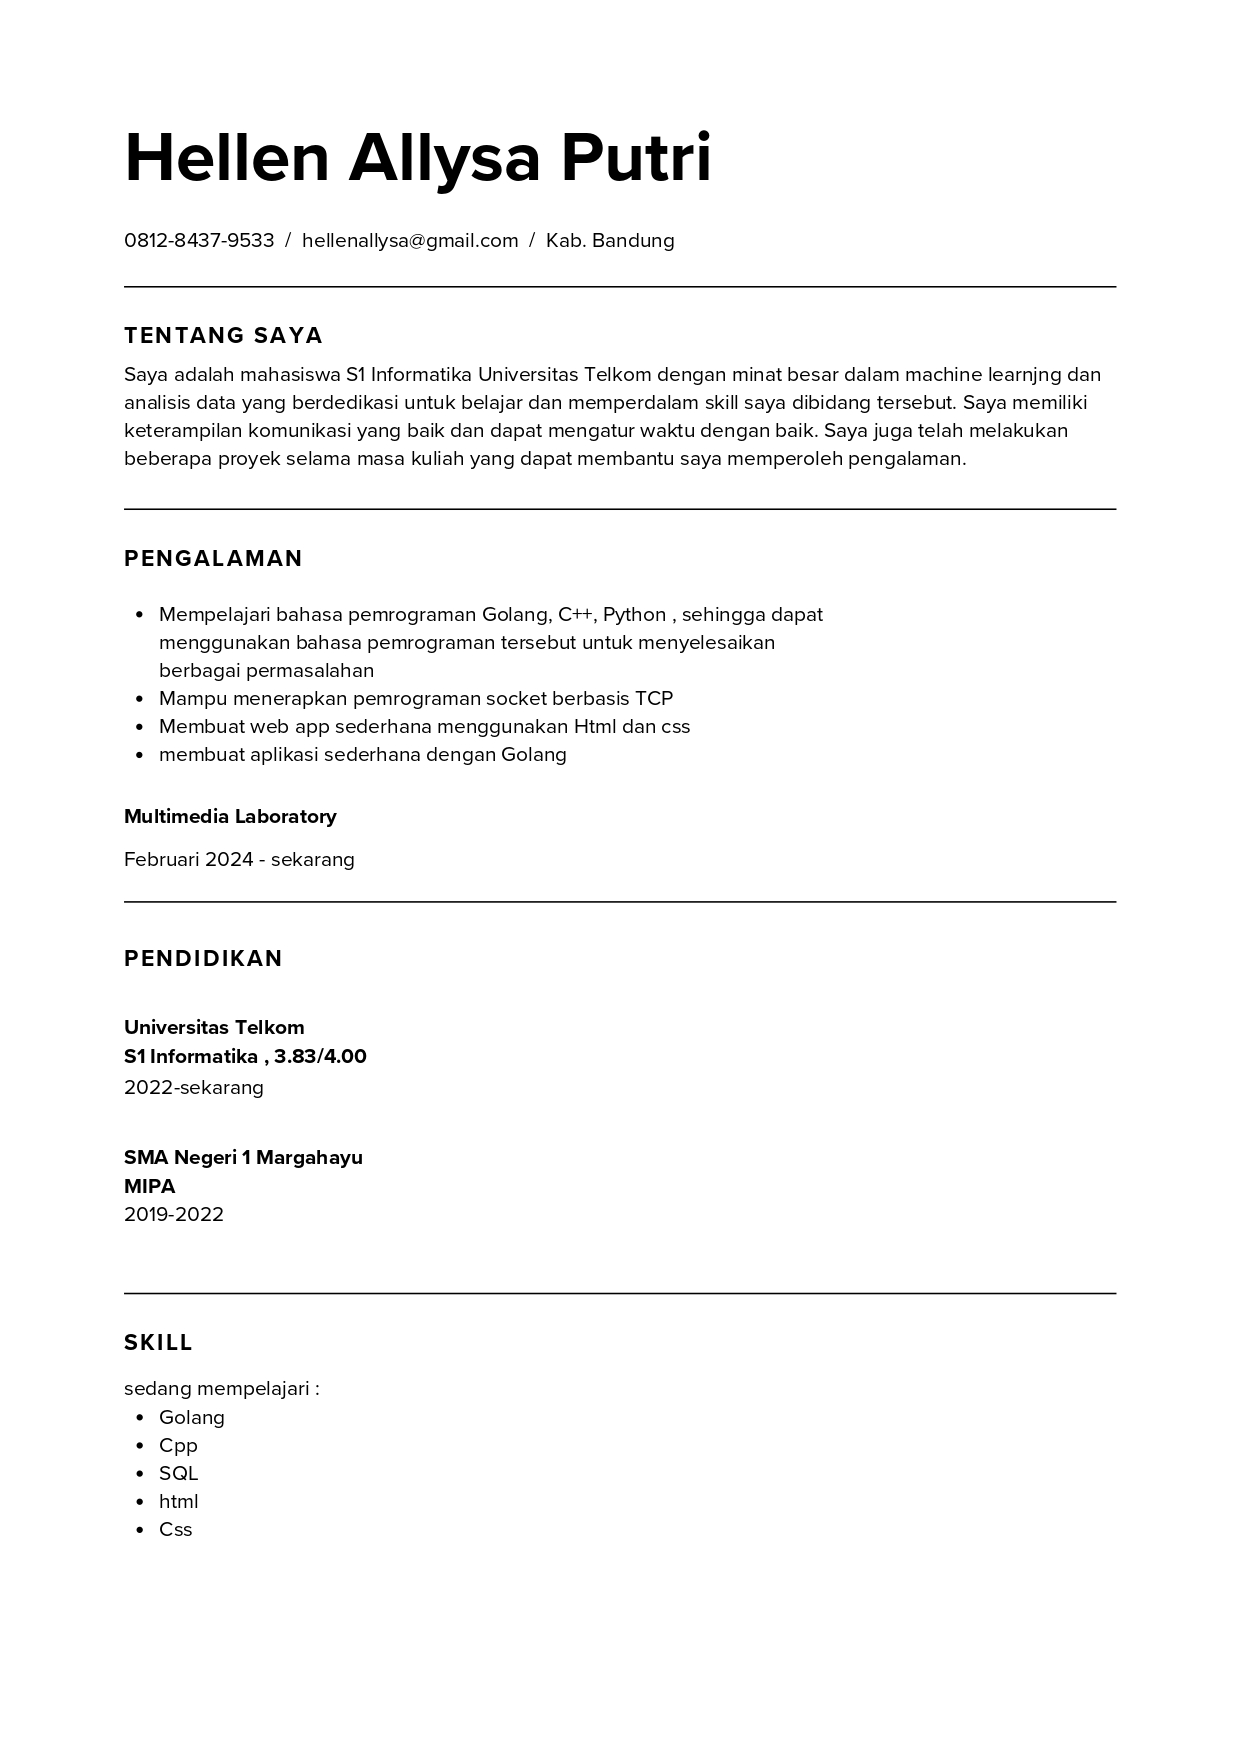 Hellen Allysa Putri
0812-8437-9533 / hellenallysa@gmail.com / Kab. Bandung
TENTANG SAYA
Saya adalah mahasiswa S1 Informatika Universitas Telkom dengan minat besar dalam machine learnjng dan
analisis data yang berdedikasi untuk belajar dan memperdalam skill saya dibidang tersebut. Saya memiliki
keterampilan komunikasi yang baik dan dapat mengatur waktu dengan baik. Saya juga telah melakukan
beberapa proyek selama masa kuliah yang dapat membantu saya memperoleh pengalaman.
PENGALAMAN
• Mempelajari bahasa pemrograman Golang, C++, Python , sehingga dapat
menggunakan bahasa pemrograman tersebut untuk menyelesaikan
berbagai permasalahan
• Mampu menerapkan pemrograman socket berbasis TCP
• Membuat web app sederhana menggunakan Html dan css
• membuat aplikasi sederhana dengan Golang
Multimedia Laboratory
Februari 2024 - sekarang
PENDIDIKAN
Universitas Telkom
S1 Informatika , 3.83/4.00
2022-sekarang
SMA Negeri 1 Margahayu
MIPA
2019-2022
SKILL
sedang mempelajari :
• Golang
• Cpp
• SQL
• html
• Css